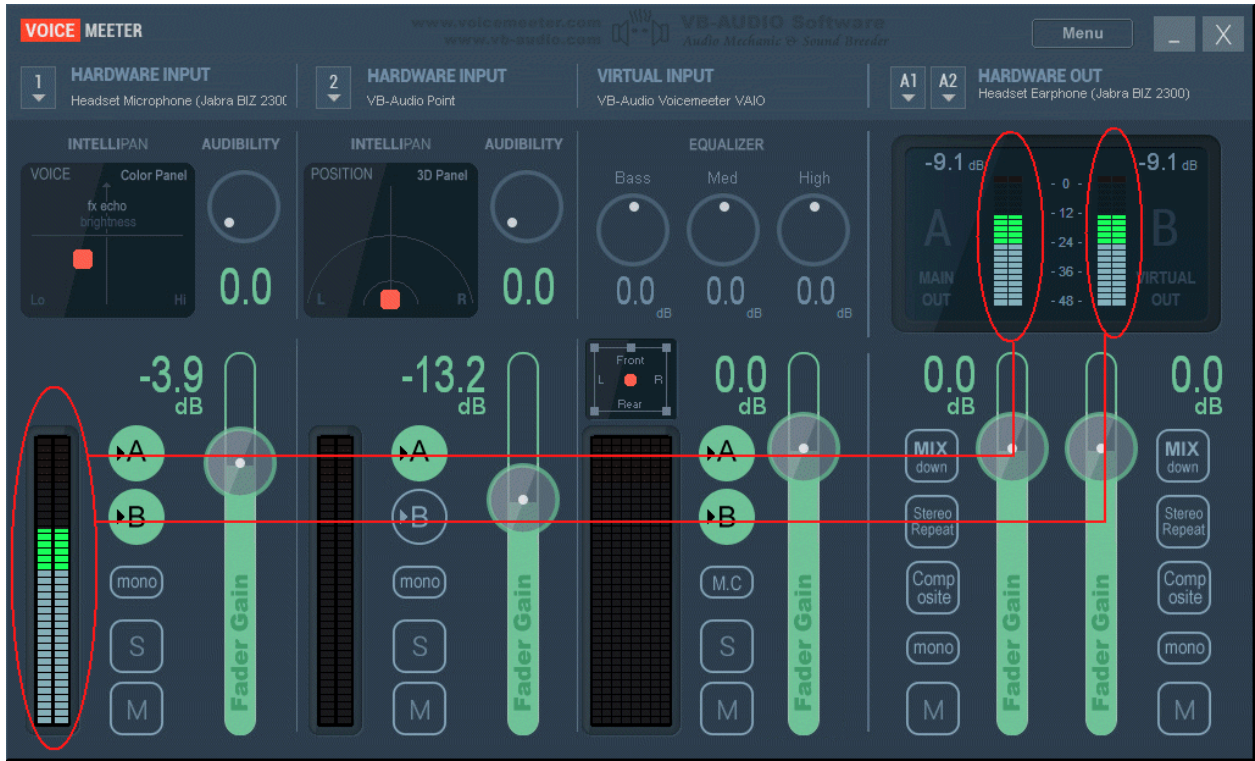 VOICE MEETER
www.voicemeeter.com
www.vb-audio.com
VB-AUDIO Software
Audio Mechanic & Sound Breeder
Menu
_ X
1
HARDWARE INPUT
Headset Microphone (Jabra BIZ 2300
2
HARDWARE INPUT
VB-Audio Point
VIRTUAL INPUT
VB-Audio Voicemeeter VAIO
A1 A2
HARDWARE OUT
Headset Earphone (Jabra BIZ 2300)
INTELLIPAN
AUDIBILITY
VOICE
Color Panel
fx echo
brightness
Lo Hi
0.0
INTELLIPAN
AUDIBILITY
POSITION
3D Panel
L R
0.0
EQUALIZER
Bass Med High
0.0 0.0 0.0
dB dB dB
-9.1 dB
-9.1 dB
- 0 -
- 12 -
- 24 -
- 36 -
- 48 -
A
MAIN
OUT
B
VIRTUAL
OUT
-3.9
dB
A
B
mono
S
M
Fader Gain
-13.2
dB
A
B
mono
S
M
Fader Gain
Front
L R
Rear
0.0
dB
A
B
M.C
S
M
Fader Gain
0.0
dB
MIX
down
Stereo
Repeat
Comp
osite
mono
M
Fader Gain
Fader Gain
0.0
dB
MIX
down
Stereo
Repeat
Comp
osite
mono
M